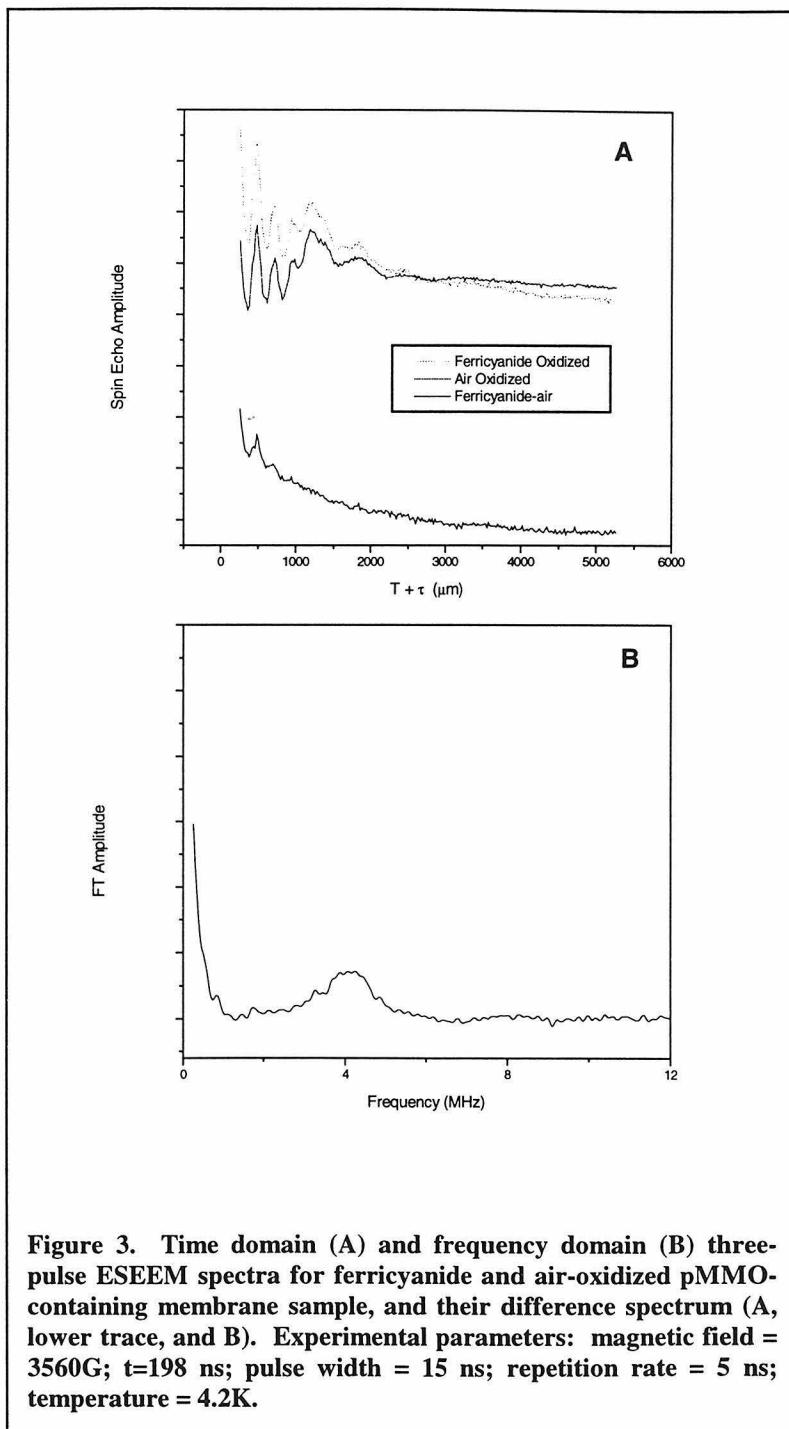 A
Spin Echo Amplitude
Ferricyanide Oxidized
Air Oxidized
Ferricyanide-air
0 1000 2000 3000 4000 5000 6000
T + τ (μm)
B
FT Amplitude
0 4 8 12
Frequency (MHz)
Figure 3. Time domain (A) and frequency domain (B) three-
pulse ESEEM spectra for ferricyanide and air-oxidized pMMO-
containing membrane sample, and their difference spectrum (A,
lower trace, and B). Experimental parameters: magnetic field =
3560G; t=198 ns; pulse width = 15 ns; repetition rate = 5 ns;
temperature = 4.2K.